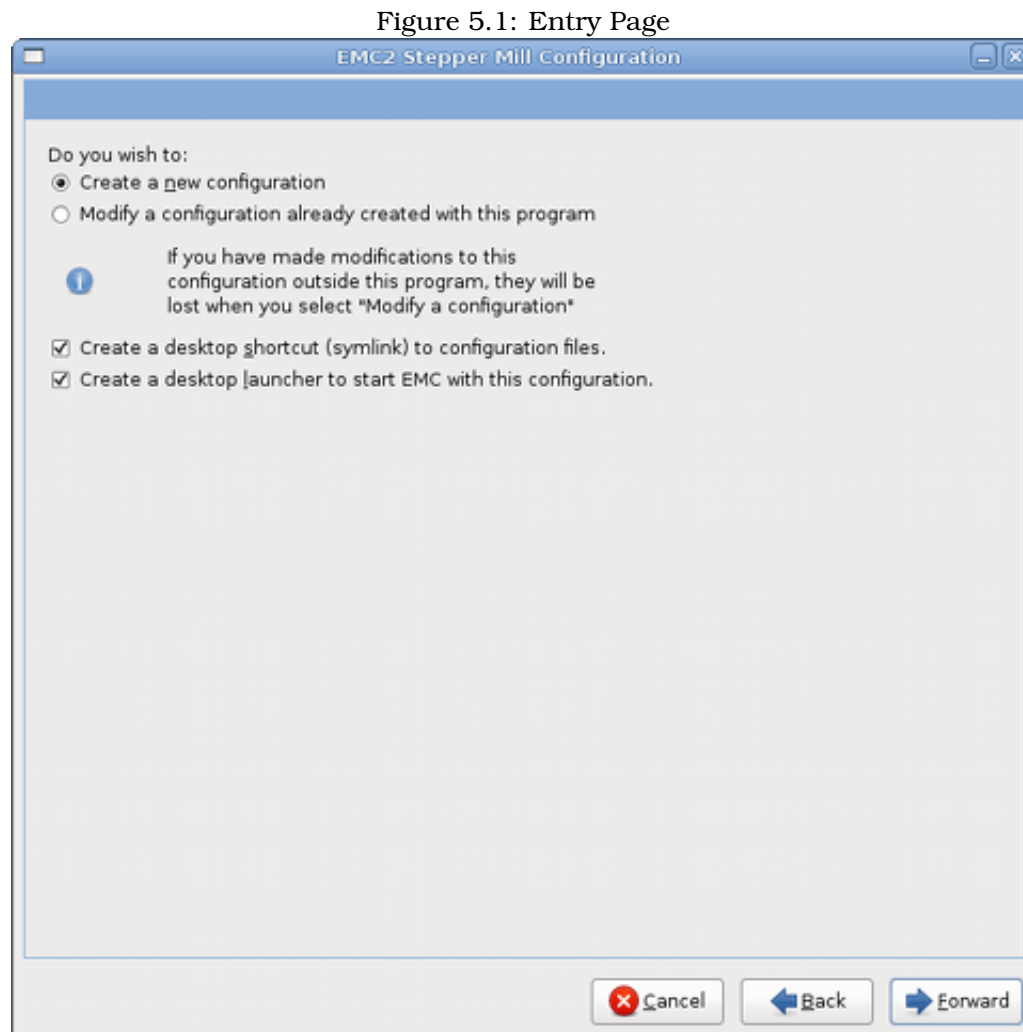 Figure 5.1: Entry Page
EMC2 Stepper Mill Configuration
Do you wish to:
Create a new configuration
Modify a configuration already created with this program
If you have made modifications to this
configuration outside this program, they will be
lost when you select "Modify a configuration"
Create a desktop shortcut (symlink) to configuration files.
Create a desktop launcher to start EMC with this configuration.
Cancel
Back
Forward